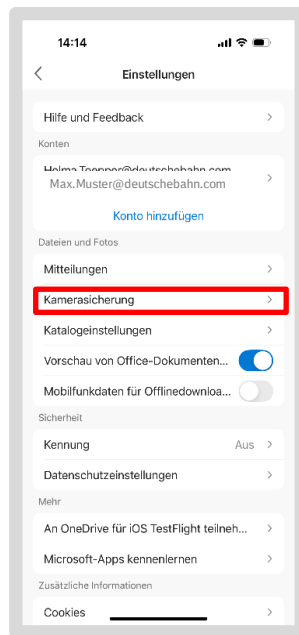 14:14
Einstellungen
Hilfe und Feedback
Konten
Max.Muster@deutschebahn.com
Konto hinzufügen
Dateien und Fotos
Mitteilungen
Kamerasicherung
Katalogeinstellungen
Vorschau von Office-Dokumenten...
Mobilfunkdaten für Offlinedownloa...
Sicherheit
Kennung Aus
Datenschutzeinstellungen
Mehr
An OneDrive für iOS TestFlight teilneh...
Microsoft-Apps kennenlernen
Zusätzliche Informationen
Cookies